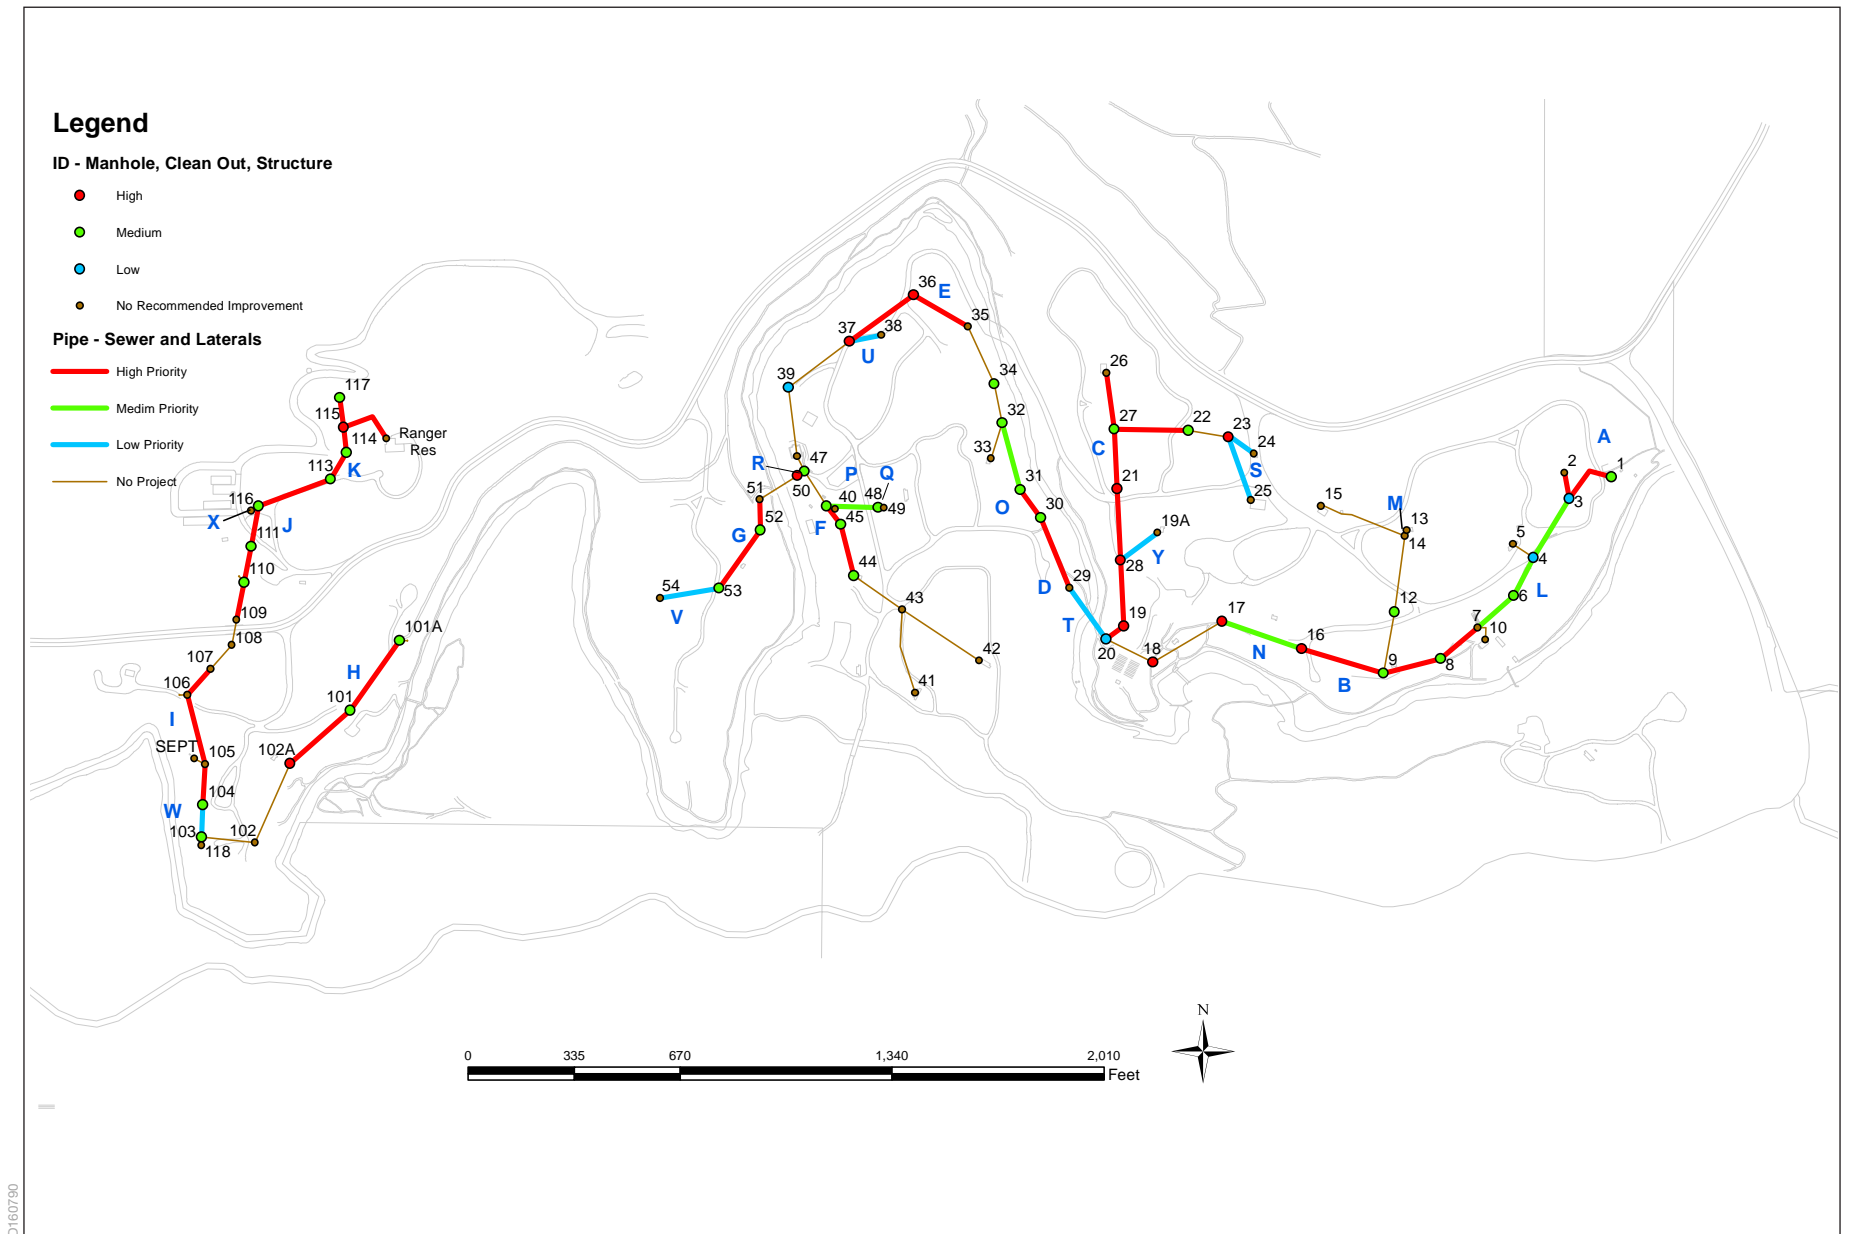 Legend
ID - Manhole, Clean Out, Structure
High
Medium
Low
No Recommended Improvement
Pipe - Sewer and Laterals
High Priority
Medim Priority
Low Priority
No Project
36
E
35
37
38
U
39
34
32
33
26
27
22
23
24
C
S
25
21
A
2
1
3
117
115
114
Ranger
Res
113
K
116
X
J
111
110
109
108
107
106
I
SEPT
105
104
W
103
118
102
102A
101
H
101A
R
47
50
51
52
G
53
54
V
P
Q
40
48
49
F
45
44
43
42
41
31
O
30
29
D
T
20
19A
Y
28
19
18
17
N
16
15
M
13
14
12
5
4
L
6
7
10
9
8
B
N
0
335
670
1,340
2,010
Feet
D160790